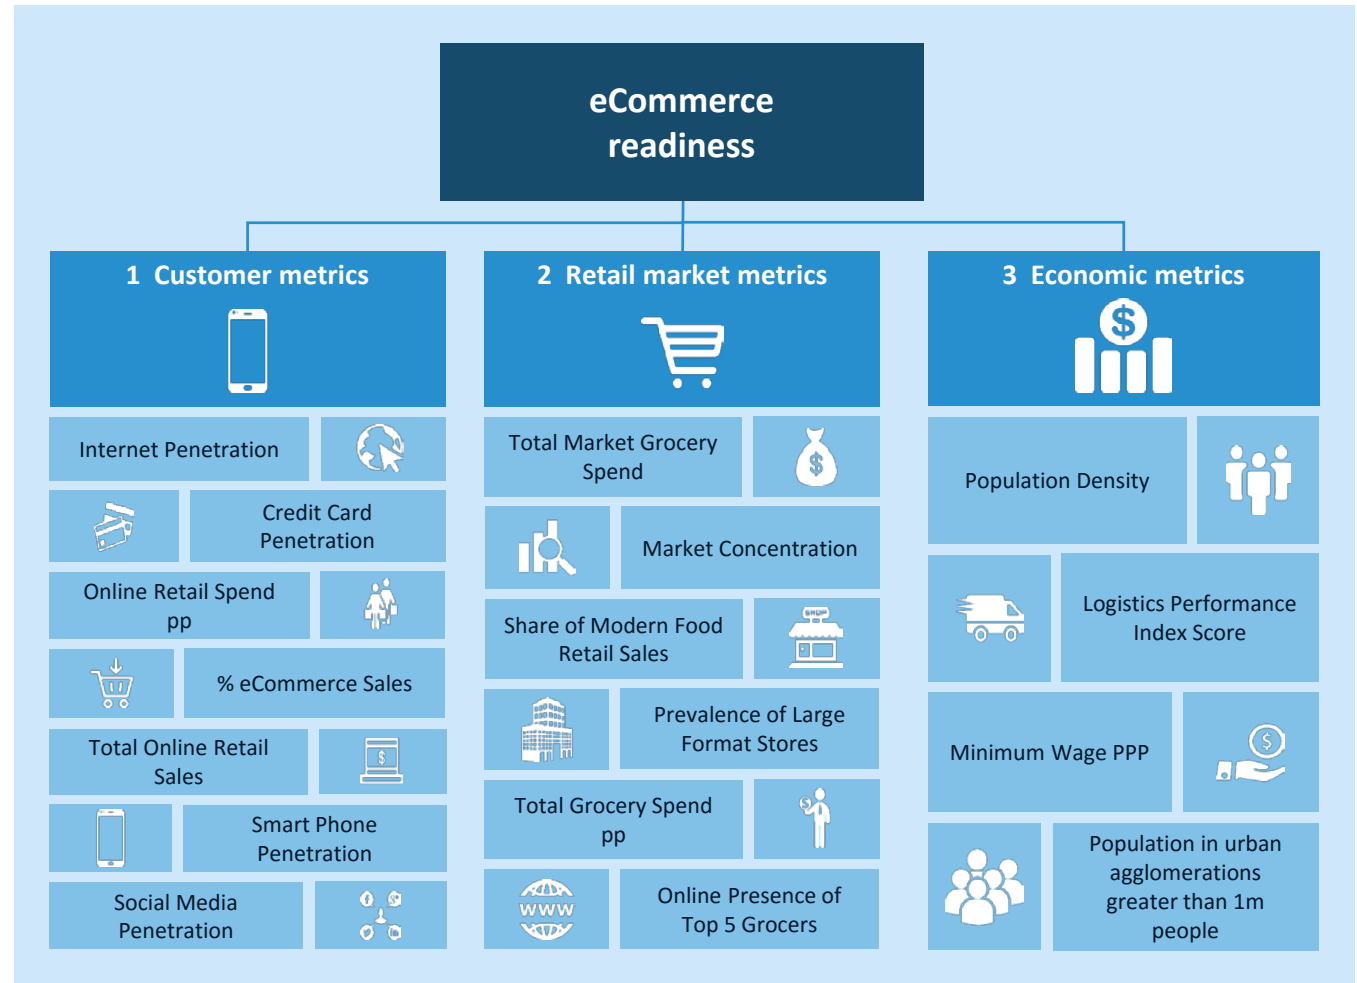 eCommerce
readiness
1 Customer metrics
Internet Penetration
Credit Card
Penetration
Online Retail Spend
pp
% eCommerce Sales
Total Online Retail
Sales
$
Smart Phone
Penetration
Social Media
Penetration
2 Retail market metrics
Total Market Grocery
Spend
$
Market Concentration
Share of Modern Food
Retail Sales
SHOP
Prevalence of Large
Format Stores
Total Grocery Spend
pp
$
www
Online Presence of
Top 5 Grocers
3 Economic metrics
$
Population Density
Logistics Performance
Index Score
Minimum Wage PPP
$
Population in urban
agglomerations
greater than 1m
people